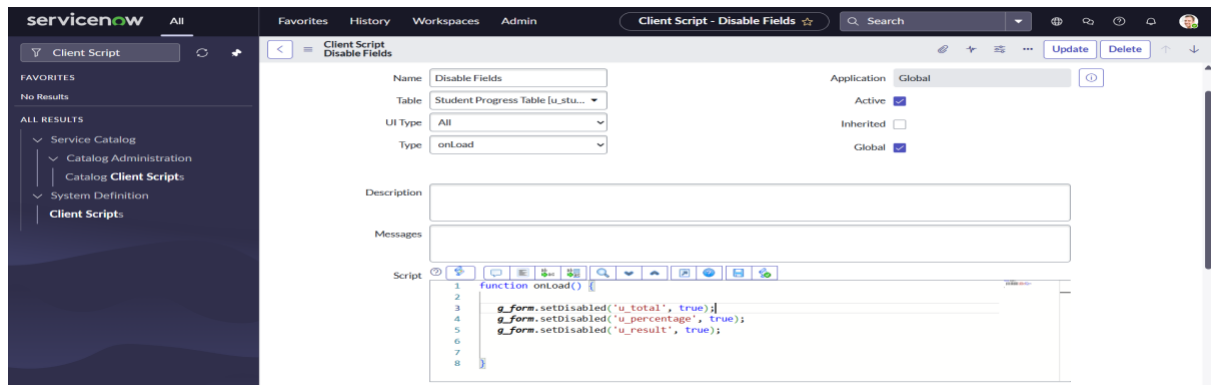 servicenow All Favorites History Workspaces Admin Client Script - Disable Fields Search
Client Script
Client Script
Disable Fields
Update Delete
FAVORITES
No Results
ALL RESULTS
Service Catalog
Catalog Administration
Catalog Client Scripts
System Definition
Client Scripts
Name Disable Fields
Application Global
Table Student Progress Table [u_stu...
Active
UI Type All
Inherited
Type onLoad
Global
Description
Messages
Script
1 function onLoad() {
2
3 g_form.setDisabled('u_total', true);
4 g_form.setDisabled('u_percentage', true);
5 g_form.setDisabled('u_result', true);
6
7
8 }